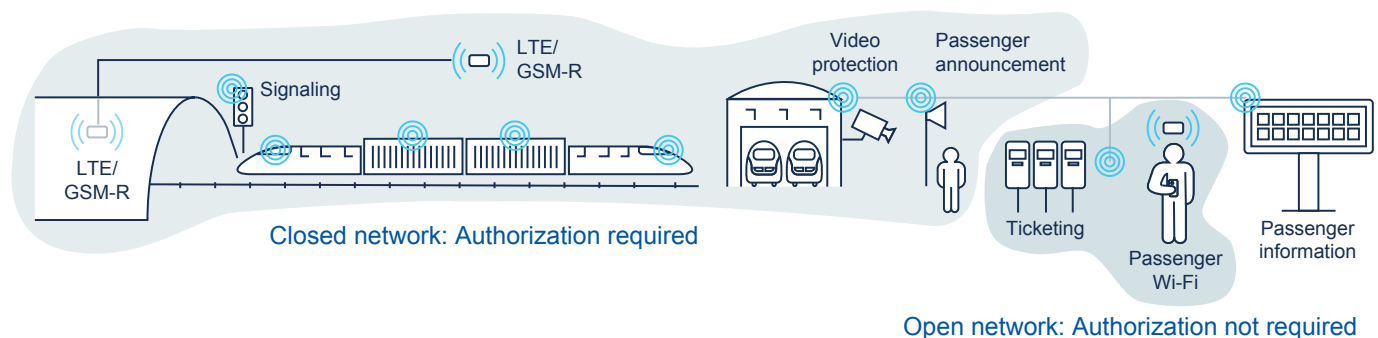 LTE/
GSM-R
Signaling
LTE/
GSM-R
Video
protection
Passenger
announcement
Closed network: Authorization required
Ticketing
Passenger
Wi-Fi
Passenger
information
Open network: Authorization not required